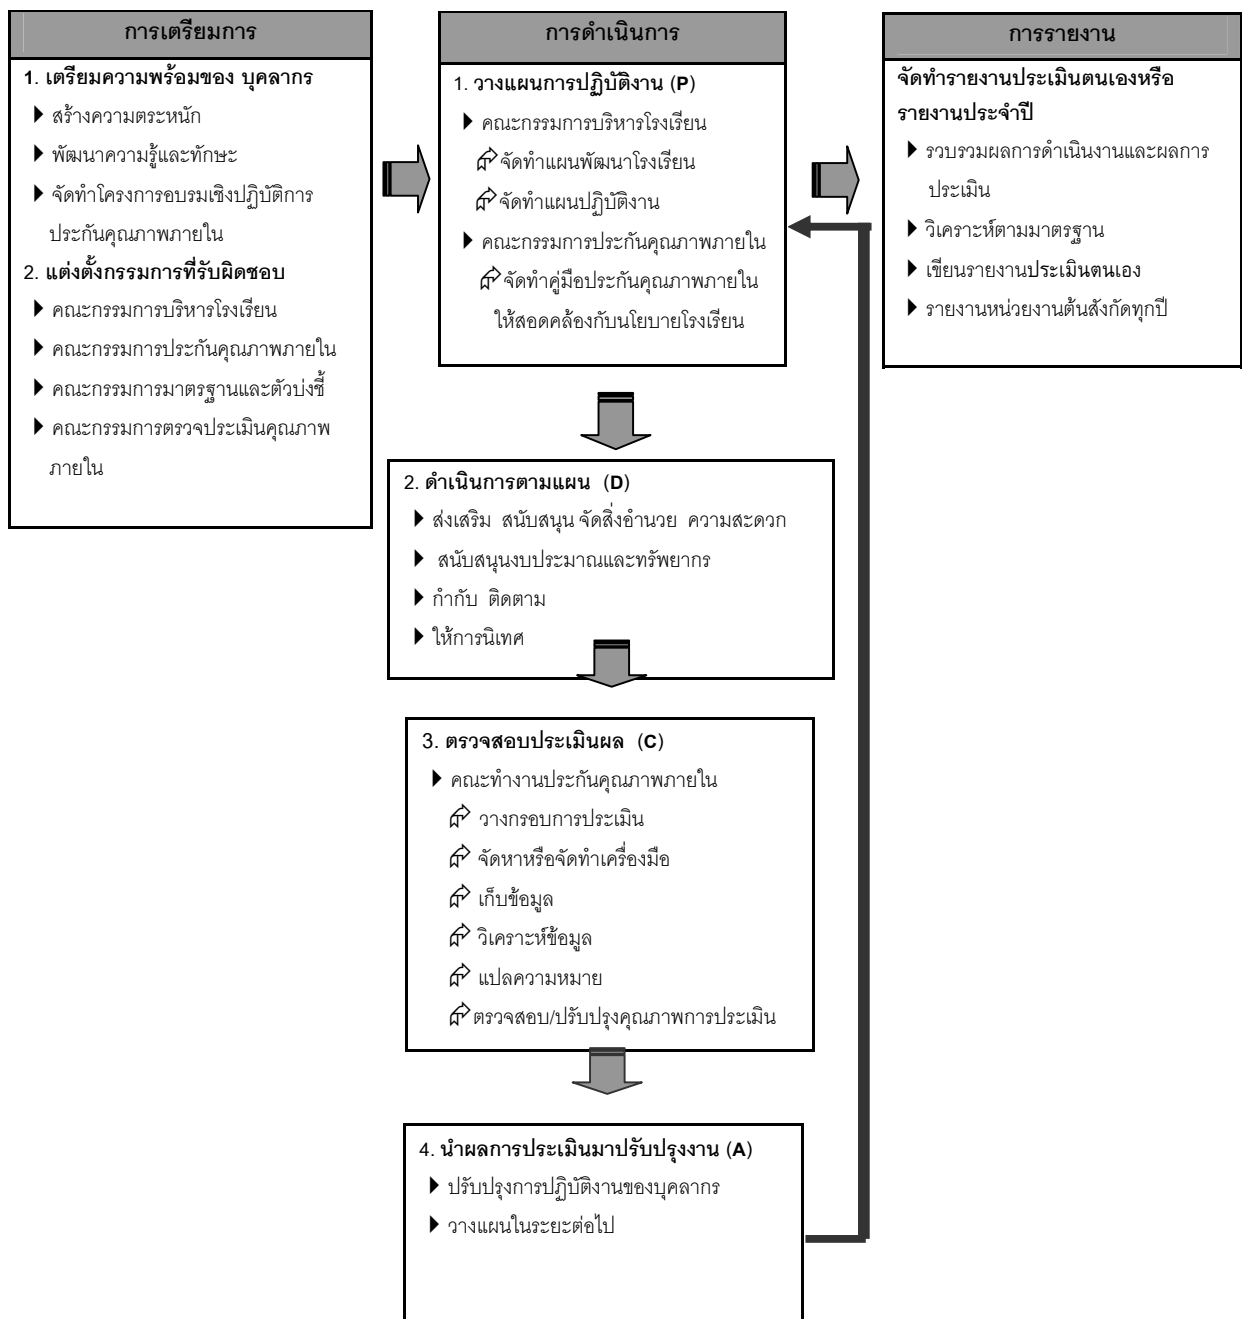 การเตรียมการ
1. เตรียมความพร้อมของ บุคลากร
สร้างความตระหนัก
พัฒนาความรู้และทักษะ
จัดทำโครงการอบรมเชิงปฏิบัติการ
ประกันคุณภาพภายใน
2. แต่งตั้งกรรมการที่รับผิดชอบ
คณะกรรมการบริหารโรงเรียน
คณะกรรมการประกันคุณภาพภายใน
คณะกรรมการมาตรฐานและตัวบ่งชี้
คณะกรรมการตรวจประเมินคุณภาพ
ภายใน
การดำเนินการ
1. วางแผนการปฏิบัติงาน (P)
คณะกรรมการบริหารโรงเรียน
จัดทำแผนพัฒนาโรงเรียน
จัดทำแผนปฏิบัติงาน
คณะกรรมการประกันคุณภาพภายใน
จัดทำคู่มือประกันคุณภาพภายใน
ให้สอดคล้องกับนโยบายโรงเรียน
2. ดำเนินการตามแผน (D)
ส่งเสริม สนับสนุน จัดสิ่งอำนวย ความสะดวก
สนับสนุนงบประมาณและทรัพยากร
กำกับ ติดตาม
ให้การนิเทศ
3. ตรวจสอบประเมินผล (C)
คณะทำงานประกันคุณภาพภายใน
วางกรอบการประเมิน
จัดหาหรือจัดทำเครื่องมือ
เก็บข้อมูล
วิเคราะห์ข้อมูล
แปลความหมาย
ตรวจสอบ/ปรับปรุงคุณภาพการประเมิน
4. นำผลการประเมินมาปรับปรุงงาน (A)
ปรับปรุงการปฏิบัติงานของบุคลากร
วางแผนในระยะต่อไป
การรายงาน
จัดทำรายงานประเมินตนเองหรือ
รายงานประจำปี
รวบรวมผลการดำเนินงานและผลการ
ประเมิน
วิเคราะห์ตามมาตรฐาน
เขียนรายงานประเมินตนเอง
รายงานหน่วยงานต้นสังกัดทุกปี